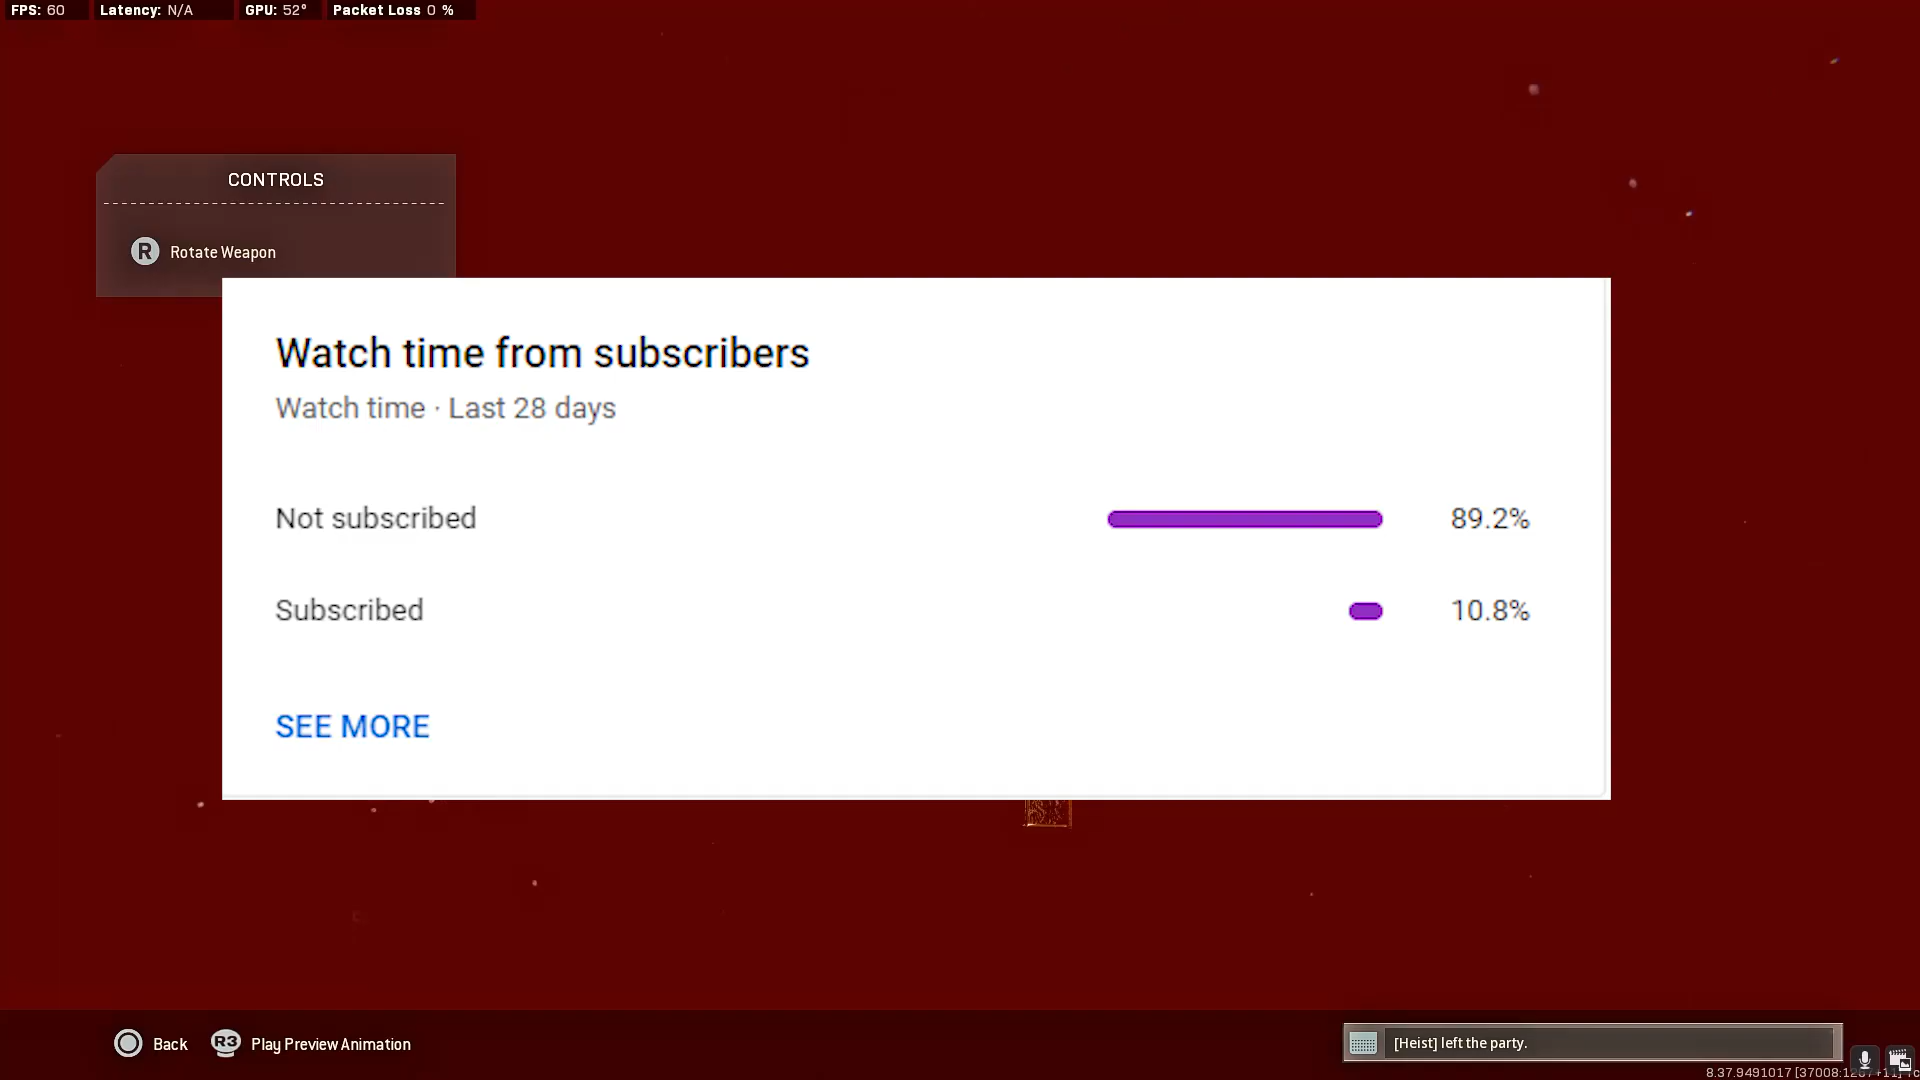 FPS: 60 Latency: N/A GPU: 52° Packet Loss 0 %
CONTROLS
R Rotate Weapon
Watch time from subscribers
Watch time · Last 28 days
Not subscribed 89.2%
Subscribed 10.8%
SEE MORE
Back R3 Play Preview Animation
[Heist] left the party.